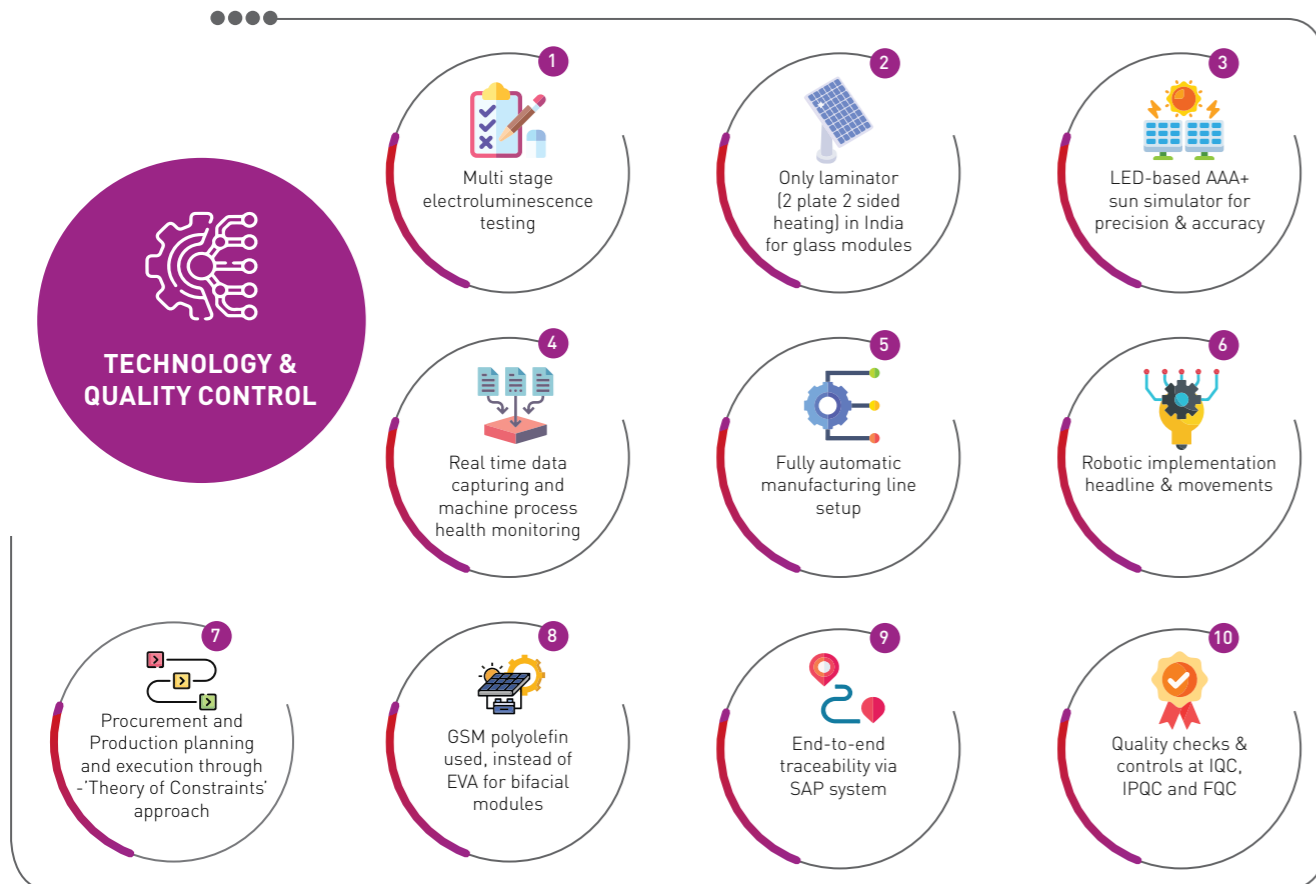 TECHNOLOGY &
QUALITY CONTROL
1
Multi stage
electroluminescence
testing
2
Only laminator
(2 plate 2 sided
heating) in India
for glass modules
3
LED-based AAA+
sun simulator for
precision & accuracy
4
Real time data
capturing and
machine process
health monitoring
5
Fully automatic
manufacturing line
setup
6
Robotic implementation
headline & movements
7
Procurement and
Production planning
and execution through
-'Theory of Constraints'
approach
8
GSM polyolefin
used, instead of
EVA for bifacial
modules
9
End-to-end
traceability via
SAP system
10
Quality checks &
controls at IQC,
IPQC and FQC